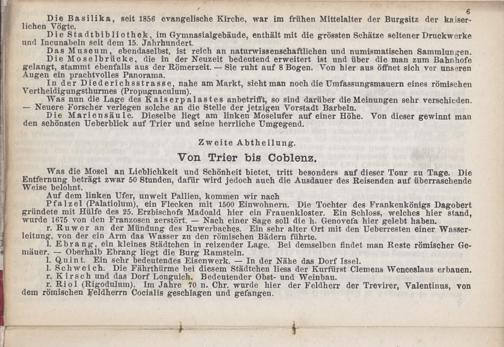 6
Die Basilika, seit 1856 evangelische Kirche, war im frühen Mittelalter der Burgsitz der kaiser-
lichen Vögte.
Die Stadtbibliothek, im Gymnasialgebäude, enthält mit die grössten Schätze seltener Druckwerke
und Incunabeln seit dem 15. Jahrhundert.
Das Museum, ebendaselbst, ist reich an naturwissenschaftlichen und numismatischen Sammlungen.
Die Moselbrücke, die in der Neuzeit bedeutend erweitert ist und über die man zum Bahnhofe
gelangt, stammt ebenfalls aus der Römerzeit. — Sie ruht auf 8 Bogen. Von hier aus öffnet sich vor unseren
Augen ein prachtvolles Panorama.
In der Diederichsstrasse, nahe am Markt, sieht man noch die Umfassungsmauern eines römischen
Vertheidigungsthurmes (Propugnaculum).
Was nun die Lage des Kaiserpalastes anbetrifft, so sind darüber die Meinungen sehr verschieden.
— Neuere Forscher verlegen solche an die Stelle der jetzigen Vorstadt Barbeln.
Die Mariensäule. Dieselbe liegt am linken Moselufer auf einer Höhe. Von dieser gewinnt man
den schönsten Ueberblick auf Trier und seine herrliche Umgegend.
Zweite Abtheilung.
Von Trier bis Coblenz.
Was die Mosel an Lieblichkeit und Schönheit bietet, tritt besonders auf dieser Tour zu Tage. Die
Entfernung beträgt zwar 50 Stunden, dafür wird jedoch auch die Ausdauer des Reisenden auf überraschende
Weise belohnt.
Auf dem linken Ufer, unweit Pallien, kommen wir nach
Pfalzel (Palatiolum), ein Flecken mit 1500 Einwohnern. Die Tochter des Frankenkönigs Dagobert
gründete mit Hülfe des 25. Erzbischofs Madoald hier ein Frauenkloster. Ein Schloss, welches hier stand,
wurde 1675 von den Franzosen zerstört. — Nach einer Sage soll die h. Genovefa hier gelebt haben.
r. Ruwer an der Mündung des Ruwerbaches. Ein sehr alter Ort mit den Ueberresten einer Wasser-
leitung, von der ein Arm das Wasser zu den römischen Bädern führte.
l. Ebrang, ein kleines Städtchen in reizender Lage. Bei demselben findet man Reste römischer Ge-
mäuer. — Oberhalb Ebrang liegt die Burg Ramstein.
l. Quint. Ein sehr bedeutendes Eisenwerk. — In der Nähe das Dorf Issel.
l. Schweich. Die Fährthürme bei diesem Städtchen liess der Kurfürst Clemens Wenceslaus erbauen.
r. Kirsch und das Dorf Longuich. Bedeutender Obst- und Weinbau.
r. Riol (Rigodulum). Im Jahre 70 n. Chr. wurde hier der Feldherr der Trevirer, Valentinus, von
dem römischen Feldherrn Cocialis geschlagen und gefangen.